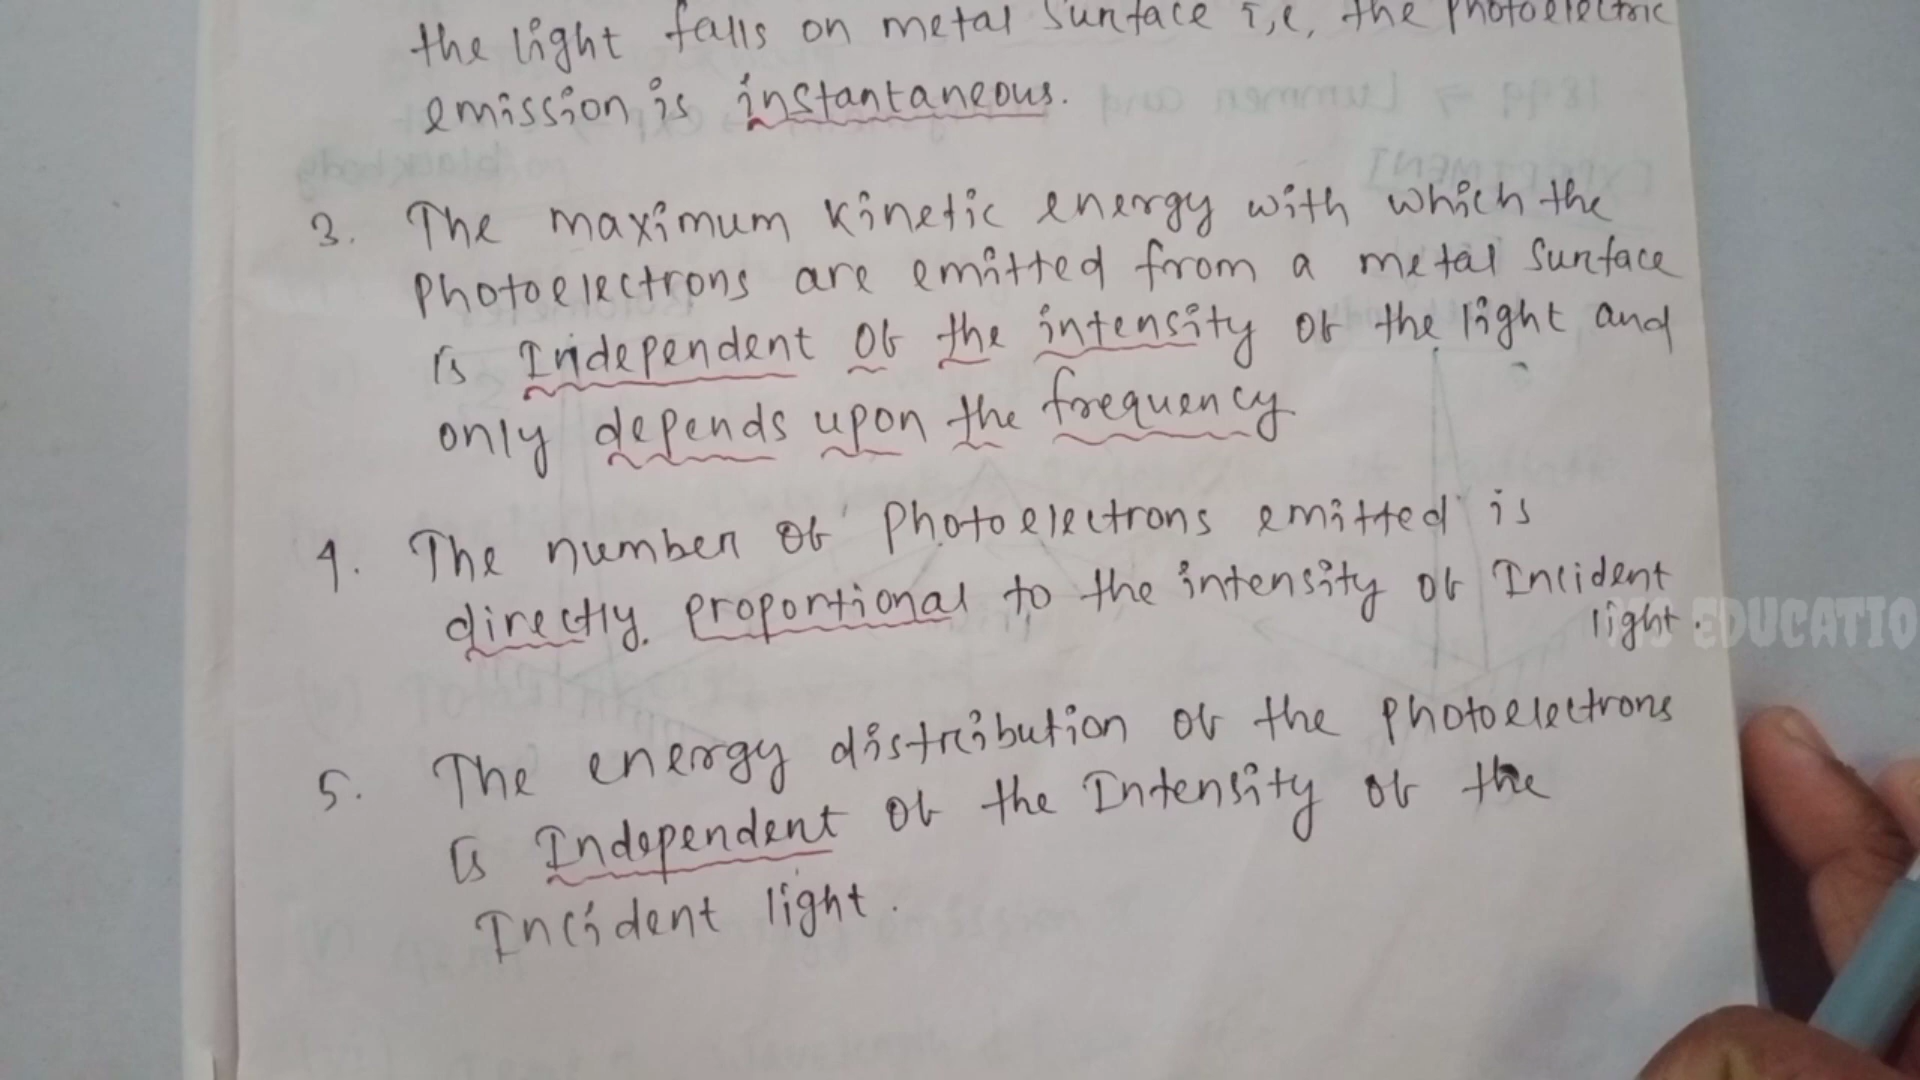 the light falls on metal surface i,e, the photoelectric
emission is instantaneous.
3. The maximum kinetic energy with which the
photoelectrons are emitted from a metal surface
is Independent of the intensity of the light and
only depends upon the frequency
4. The number of photoelectrons emitted is
directly proportional to the intensity of Incident
light.
EDUCATIO
5. The energy distribution of the photoelectrons
is Independent of the Intensity of the
Incident light.